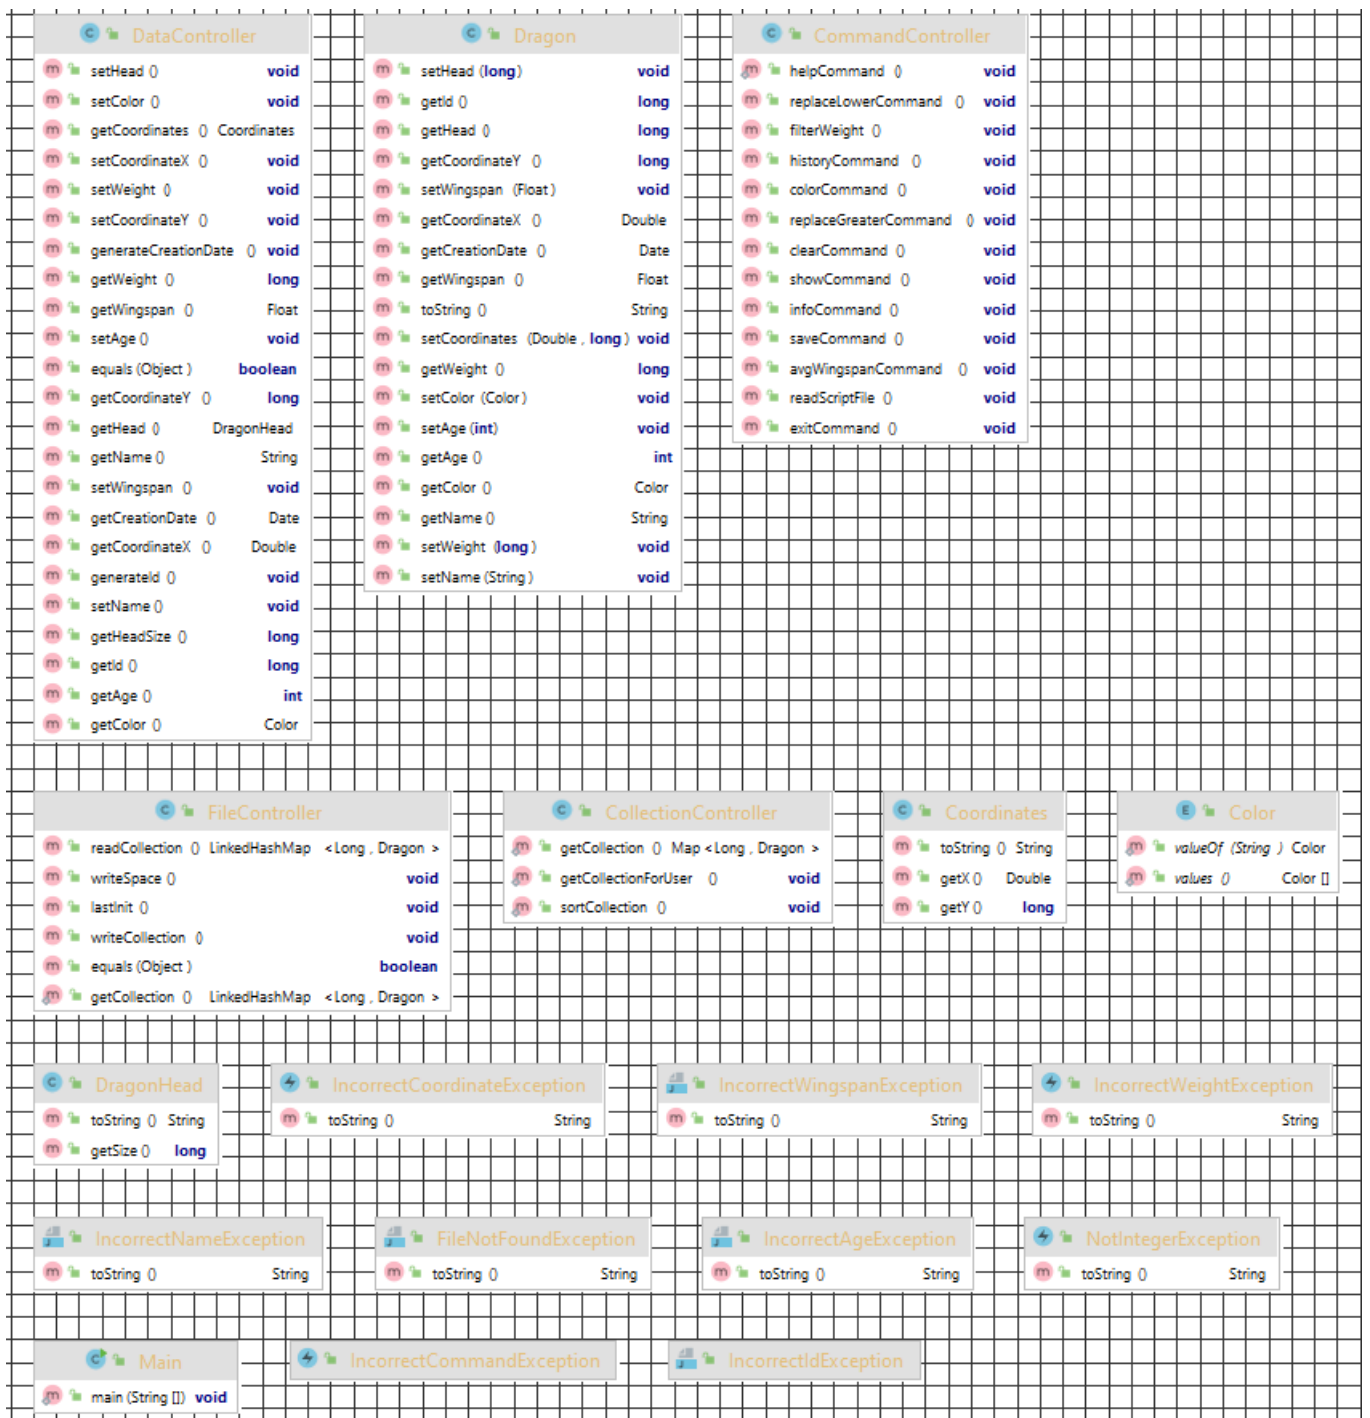 DataController
setHead () void
setColor () void
getCoordinates () Coordinates
setCoordinateX () void
setWeight () void
setCoordinateY () void
generateCreationDate () void
getWeight () long
getWingspan () Float
setAge () void
equals (Object) boolean
getCoordinateY () long
getHead () DragonHead
getName () String
setWingspan () void
getCreationDate () Date
getCoordinateX () Double
generateId () void
setName () void
getHeadSize () long
getId () long
getAge () int
getColor () Color
Dragon
setHead (long) void
getId () long
getHead () long
getCoordinateY () long
setWingspan (Float) void
getCoordinateX () Double
getCreationDate () Date
getWingspan () Float
toString () String
setCoordinates (Double, long) void
getWeight () long
setColor (Color) void
setAge (int) void
getAge () int
getColor () Color
getName () String
setWeight (long) void
setName (String) void
CommandController
helpCommand () void
replaceLowerCommand () void
filterWeight () void
historyCommand () void
colorCommand () void
replaceGreaterCommand () void
clearCommand () void
showCommand () void
infoCommand () void
saveCommand () void
avgWingspanCommand () void
readScriptFile () void
exitCommand () void
FileController
readCollection () LinkedHashMap <Long, Dragon>
writeSpace () void
lastInit () void
writeCollection () void
equals (Object) boolean
getCollection () LinkedHashMap <Long, Dragon>
CollectionController
getCollection () Map <Long, Dragon>
getCollectionForUser () void
sortCollection () void
Coordinates
toString () String
getX () Double
getY () long
Color
valueOf (String) Color
values () Color []
DragonHead
toString () String
getSize () long
IncorrectCoordinateException
toString () String
IncorrectWingspanException
toString () String
IncorrectWeightException
toString () String
IncorrectNameException
toString () String
FileNotFoundException
toString () String
IncorrectAgeException
toString () String
NotIntegerException
toString () String
Main
main (String []) void
IncorrectCommandException
IncorrectIdException